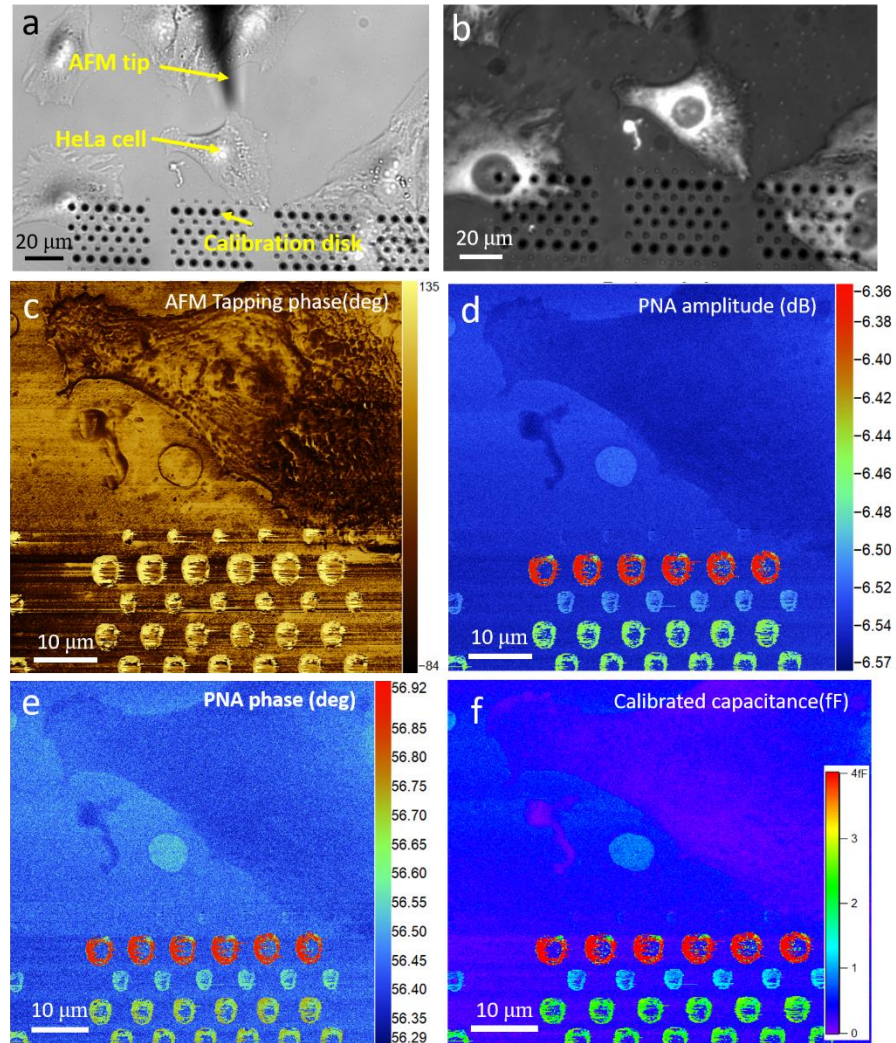 a
AFM tip
HeLa cell
Calibration disk
20 μm
b
20 μm
c
AFM Tapping phase(deg)
135
-84
10 μm
d
PNA amplitude (dB)
6.36
-6.40
-6.42
-6.44
-6.46
-6.48
-6.50
-6.52
-6.54
-6.57
10 μm
e
PNA phase (deg)
56.92
56.85
56.80
56.75
56.70
56.65
56.60
56.55
56.50
56.45
56.40
56.35
56.29
10 μm
f
Calibrated capacitance(fF)
4fF
3
2
1
0
10 μm